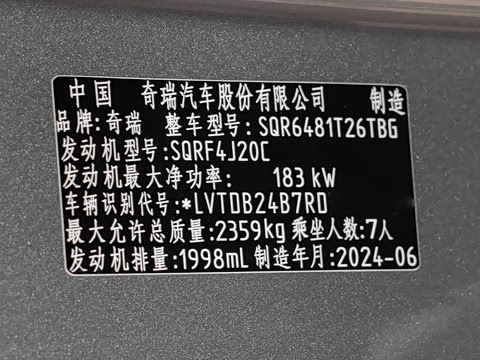 中国 奇瑞汽车股份有限公司 制造
品牌:奇瑞 整车型号:SQR6481T26TBG
发动机型号:SQRF4J20C
发动机最大净功率: 183 kW
车辆识别代号:*LVTDB24B7RD
最大允许总质量:2359kg 乘坐人数:7人
发动机排量:1998mL 制造年月:2024-06